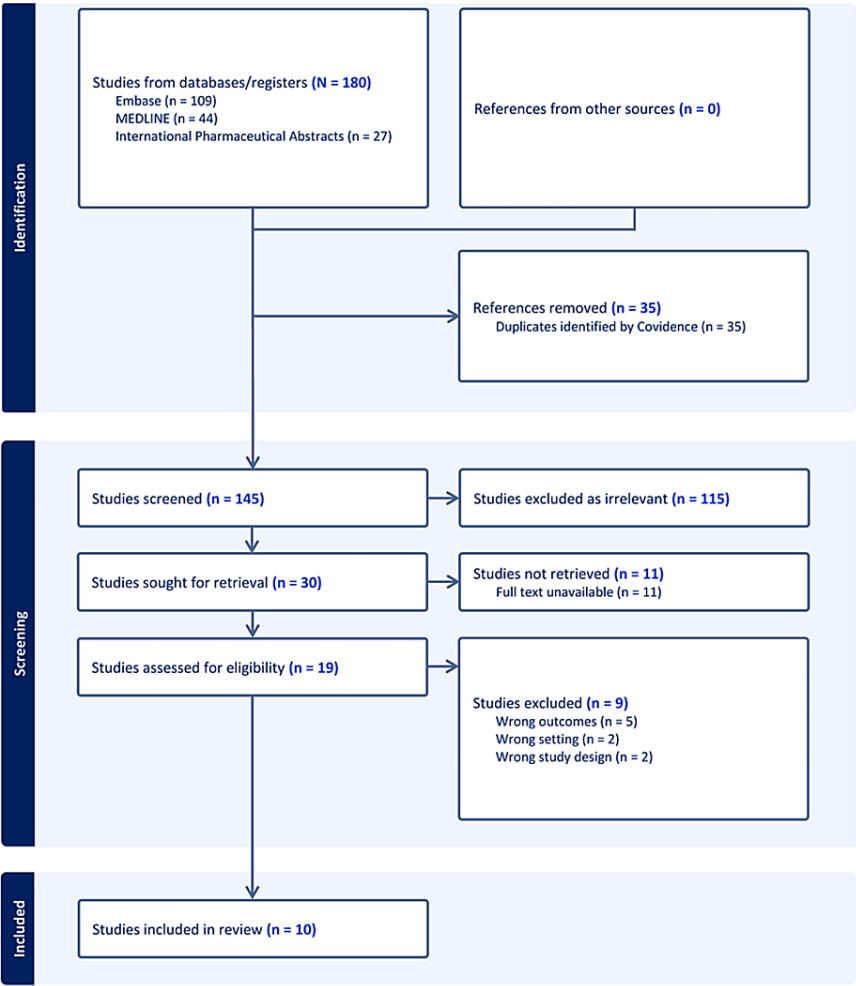 Identification
Studies from databases/registers (N = 180)
Embase (n = 109)
MEDLINE (n = 44)
International Pharmaceutical Abstracts (n = 27)
References from other sources (n = 0)
References removed (n = 35)
Duplicates identified by Covidence (n = 35)
Screening
Studies screened (n = 145)
Studies excluded as irrelevant (n = 115)
Studies sought for retrieval (n = 30)
Studies not retrieved (n = 11)
Full text unavailable (n = 11)
Studies assessed for eligibility (n = 19)
Studies excluded (n = 9)
Wrong outcomes (n = 5)
Wrong setting (n = 2)
Wrong study design (n = 2)
Included
Studies included in review (n = 10)